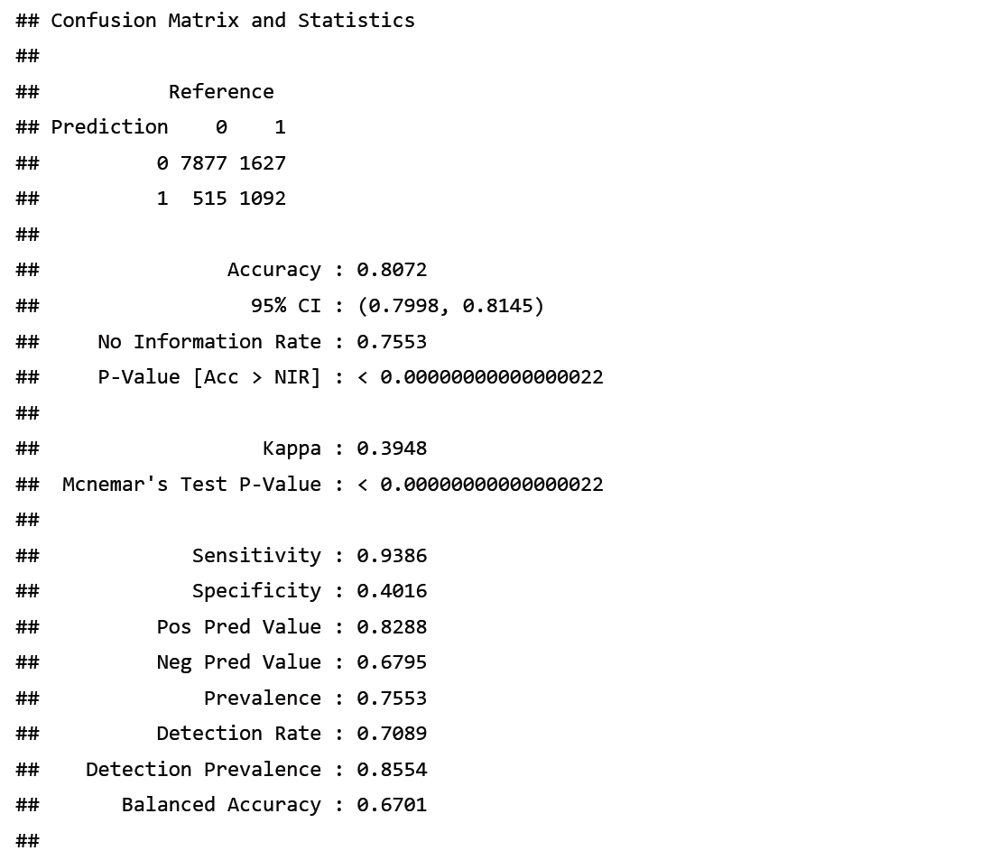 ## Confusion Matrix and Statistics
##
##           Reference
## Prediction    0    1
##          0 7877 1627
##          1  515 1092
##
##                Accuracy : 0.8072
##                  95% CI : (0.7998, 0.8145)
##     No Information Rate : 0.7553
##     P-Value [Acc > NIR] : < 0.00000000000000022
##
##                   Kappa : 0.3948
##  Mcnemar's Test P-Value : < 0.00000000000000022
##
##             Sensitivity : 0.9386
##             Specificity : 0.4016
##          Pos Pred Value : 0.8288
##          Neg Pred Value : 0.6795
##              Prevalence : 0.7553
##          Detection Rate : 0.7089
##    Detection Prevalence : 0.8554
##       Balanced Accuracy : 0.6701
##